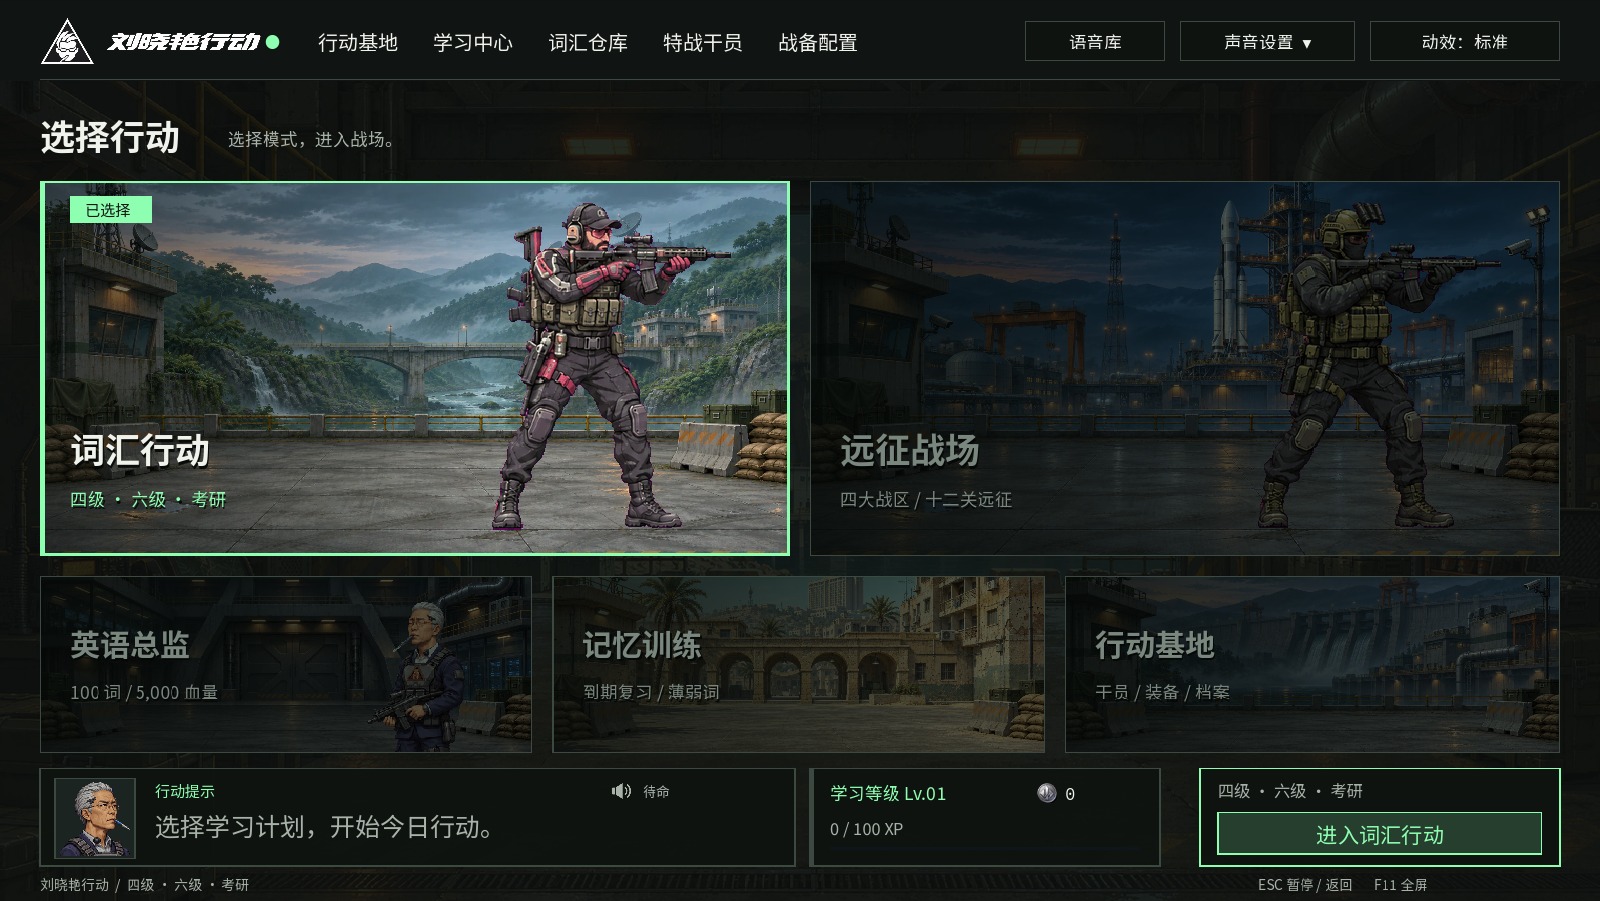 刘晓艳行动
行动基地
学习中心
词汇仓库
特战干员
战备配置
语音库
声音设置 ▼
动效：标准
选择行动
选择模式，进入战场。
已选择
词汇行动
四级 · 六级 · 考研
远征战场
四大战区 / 十二关远征
英语总监
100 词 / 5,000 血量
记忆训练
到期复习 / 薄弱词
行动基地
干员 / 装备 / 档案
行动提示
待命
选择学习计划，开始今日行动。
学习等级 Lv.01
0
0 / 100 XP
四级 · 六级 · 考研
进入词汇行动
刘晓艳行动 / 四级 · 六级 · 考研
ESC 暂停 / 返回
F11 全屏